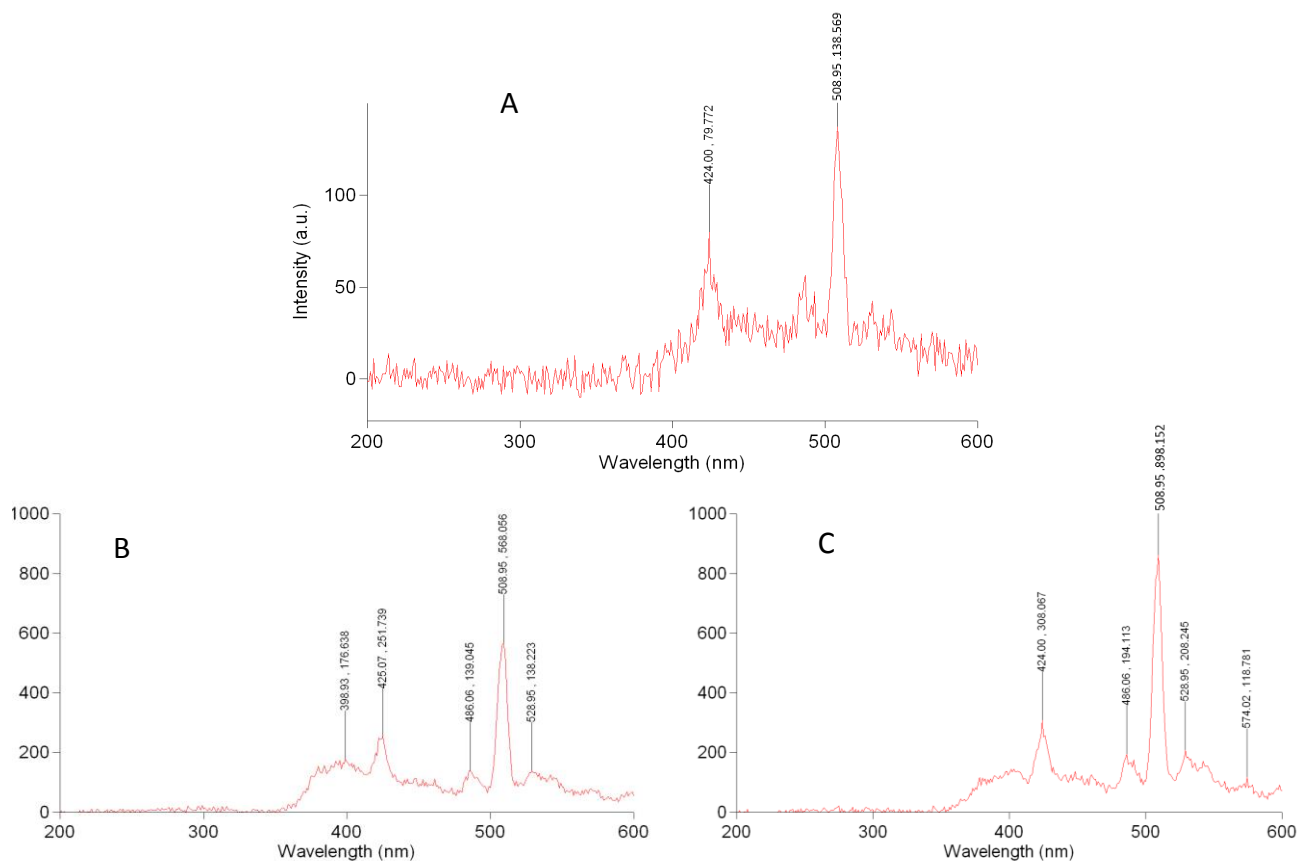 A
424.00 , 79.772
508.95 .138.569
Intensity (a.u.)
100
50
0
200 300 400 500 600
Wavelength (nm)
B
398.93 , 176.638
425.07 , 251.739
486.06 , 139.045
508.95 , 568.056
528.95 , 138.223
1000
800
600
400
200
0
200 300 400 500 600
Wavelength (nm)
C
424.00 , 308.067
486.06 , 194.113
508.95 .898.152
528.95 , 208.245
574.02 , 118.781
1000
800
600
400
200
0
200 300 400 500 600
Wavelength (nm)